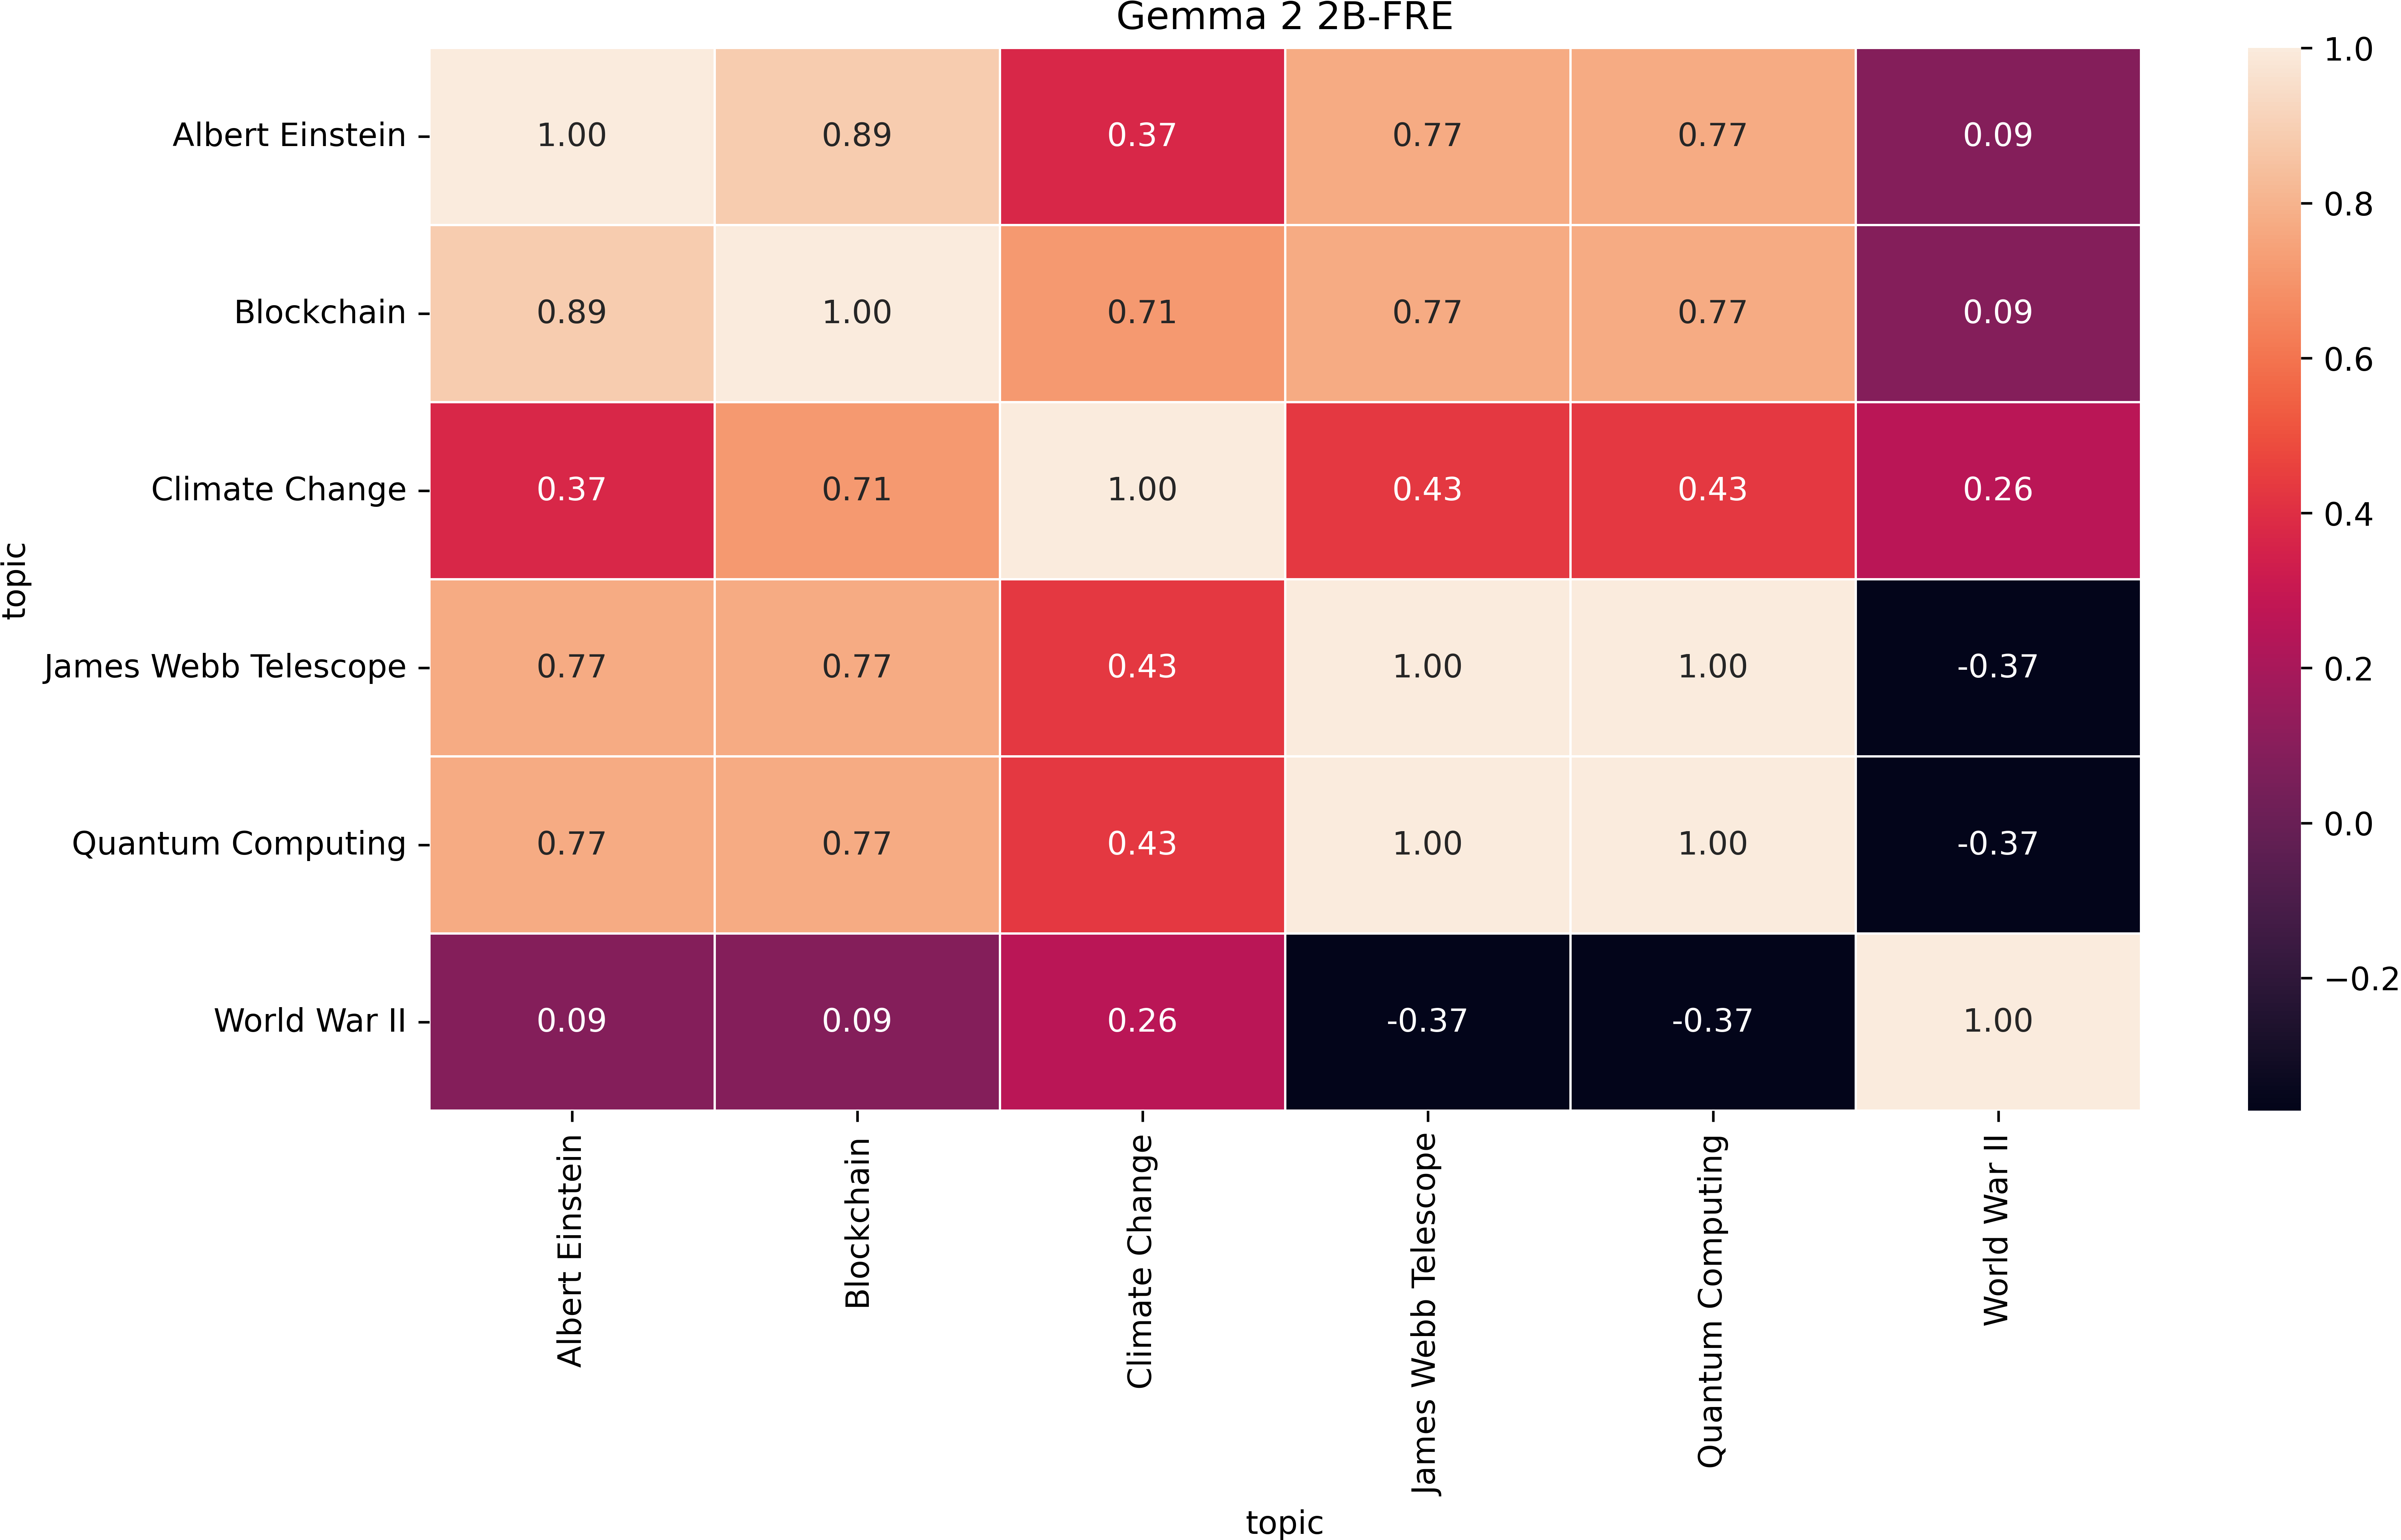 Gemma 2 2B-FRE
Albert Einstein 1.00 0.89 0.37 0.77 0.77 0.09
Blockchain 0.89 1.00 0.71 0.77 0.77 0.09
Climate Change 0.37 0.71 1.00 0.43 0.43 0.26
James Webb Telescope 0.77 0.77 0.43 1.00 1.00 -0.37
Quantum Computing 0.77 0.77 0.43 1.00 1.00 -0.37
World War II 0.09 0.09 0.26 -0.37 -0.37 1.00
topic
Albert Einstein
Blockchain
Climate Change
James Webb Telescope
Quantum Computing
World War II
topic
1.0
0.8
0.6
0.4
0.2
0.0
−0.2